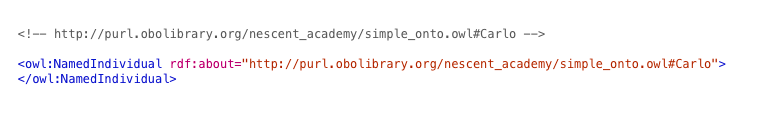 <!-- http://purl.obolibrary.org/nescent_academy/simple_onto.owl#Carlo -->
<owl:NamedIndividual rdf:about="http://purl.obolibrary.org/nescent_academy/simple_onto.owl#Carlo">
</owl:NamedIndividual>